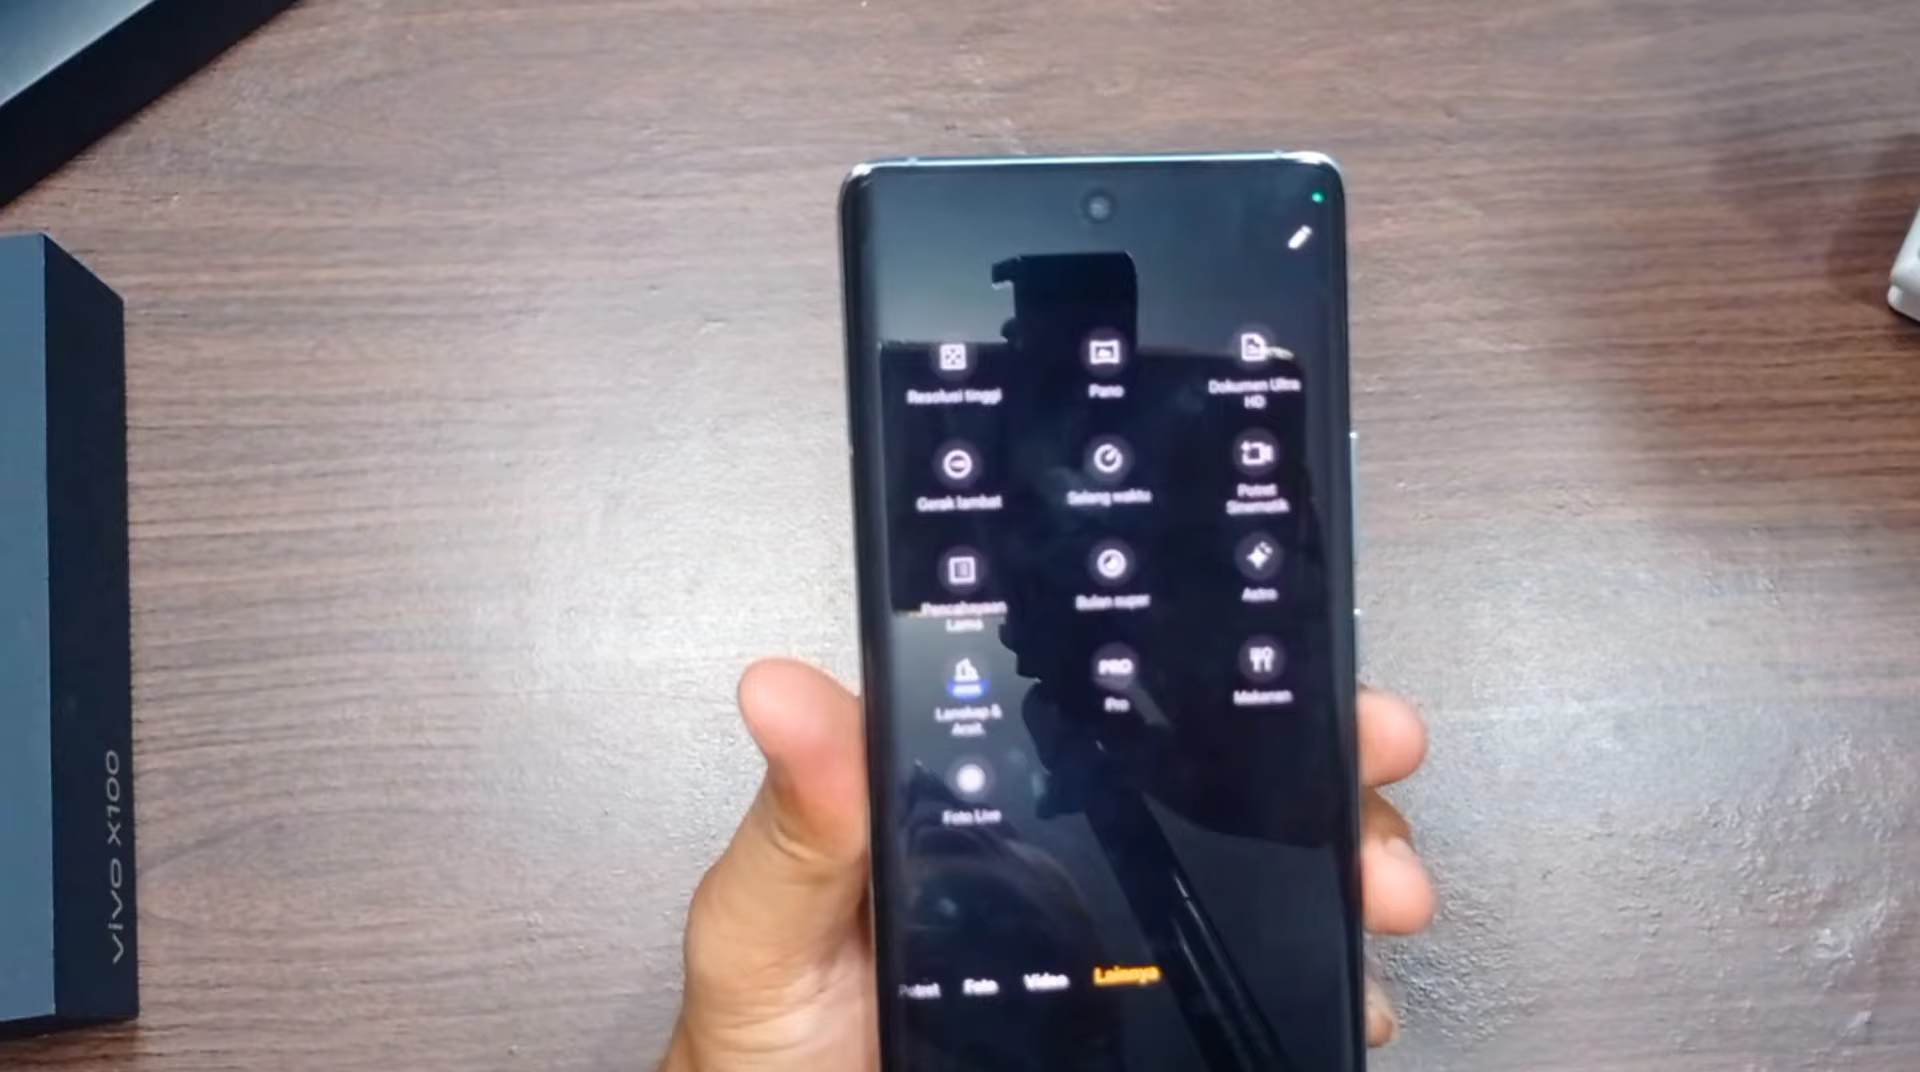 Resolusi tinggi
Pano
Dokumen Ultra
HD
Gerak lambat
Selang waktu
Potret
Sinematik
Pencahayaan
Lama
Bulan super
Astro
Lanskap &
Arsit.
PRO
Pro
Makanan
Foto Live
Potret Foto Video Lainnya
vivo X100